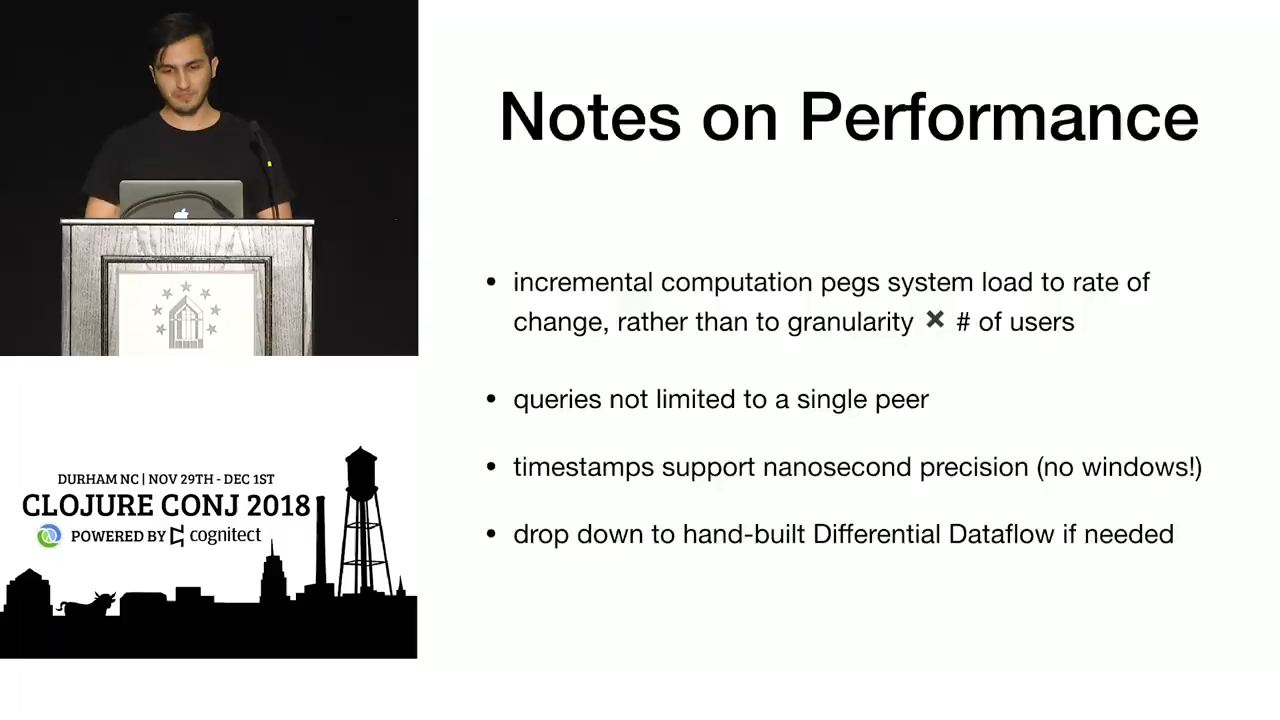 Notes on Performance
• incremental computation pegs system load to rate of
change, rather than to granularity ✖ # of users
• queries not limited to a single peer
• timestamps support nanosecond precision (no windows!)
• drop down to hand-built Differential Dataflow if needed
DURHAM NC | NOV 29TH - DEC 1ST
CLOJURE CONJ 2018
POWERED BY cognitect